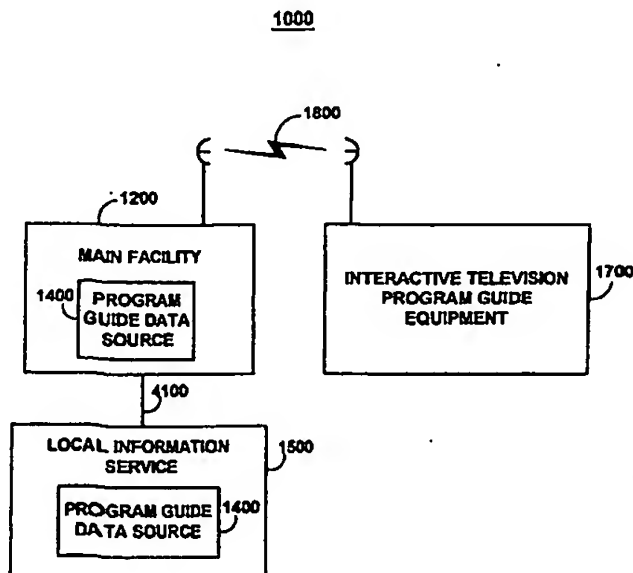 1000
1800
1200
MAIN FACILITY
1400
PROGRAM
GUIDE DATA
SOURCE
INTERACTIVE TELEVISION
PROGRAM GUIDE
EQUIPMENT
1700
4100
LOCAL INFORMATION
SERVICE
1500
PROGRAM GUIDE
DATA SOURCE
1400